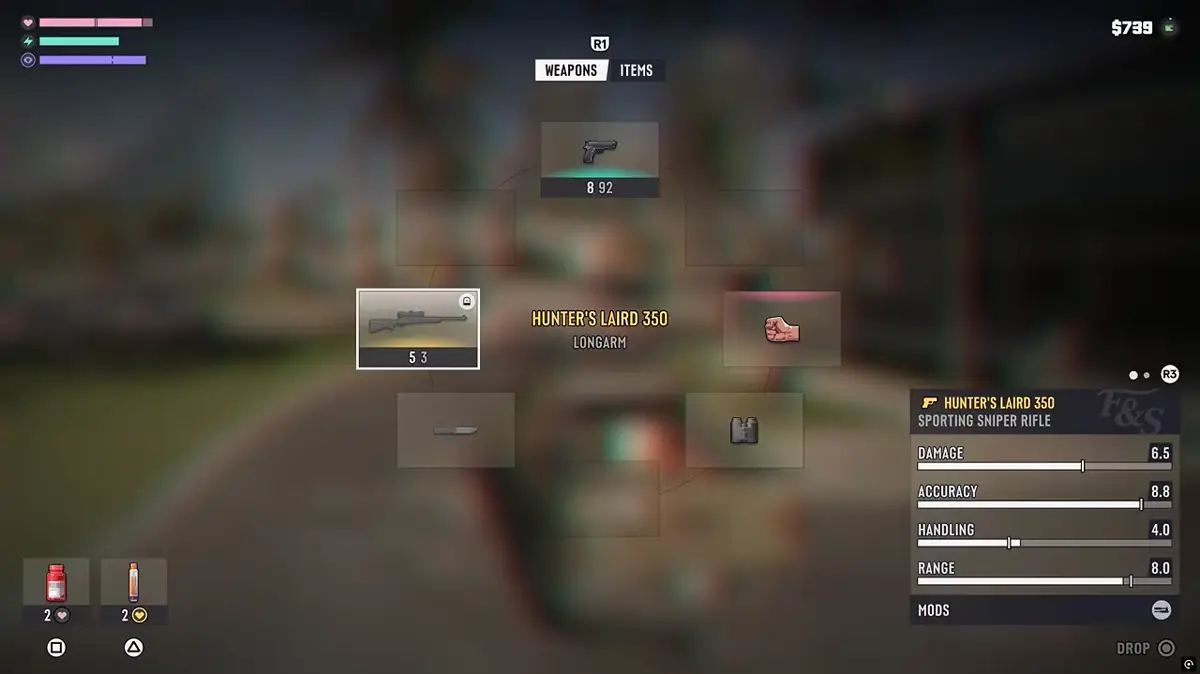 $739
R1
WEAPONS ITEMS
8 92
HUNTER'S LAIRD 350
LONGARM
5 3
R3
HUNTER'S LAIRD 350
F&S
SPORTING SNIPER RIFLE
DAMAGE 6.5
ACCURACY 8.8
HANDLING 4.0
RANGE 8.0
MODS
2
2
DROP